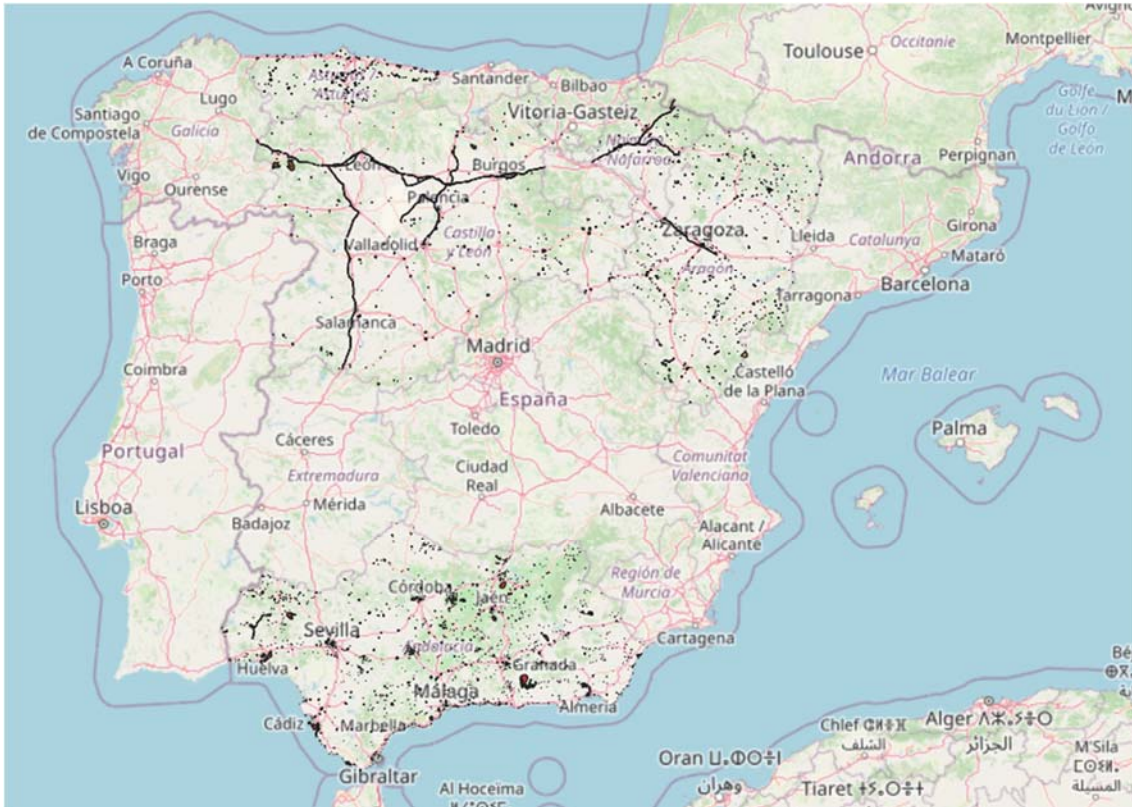 Avigno
Toulouse
Occitanie
Montpellier
A Coruña
Santander
Bilbao
Asturias /
Asturies
Lugo
Vitoria-Gasteiz
Golfe
du Lion /
Golfo
de León
Santiago
de Compostela
Galicia
Andorra
Perpignan
León
Burgos
Nafarroa
Vigo
Ourense
Palencia
Girona
Braga
Valladolid
Castilla
y León
Zaragoza
Lleida
Catalunya
Mataró
Porto
Aragón
Barcelona
Tarragona
Salamanca
Madrid
Coimbra
Castelló
de la Plana
Mar Balear
España
Palma
Toledo
Portugal
Cáceres
Comunitat
Valenciana
Extremadura
Ciudad
Real
Lisboa
Mérida
Badajoz
Albacete
Alacant /
Alicante
Región de
Murcia
Córdoba
Jaén
Sevilla
Andalucía
Cartagena
Huelva
Granada
Málaga
Almería
Cádiz
Marbella
Gibraltar
Chlef
الشلف
Alger
الجزائر
M'Sila
المسيلة
Oran
وهران
Tiaret
Al Hoceïma